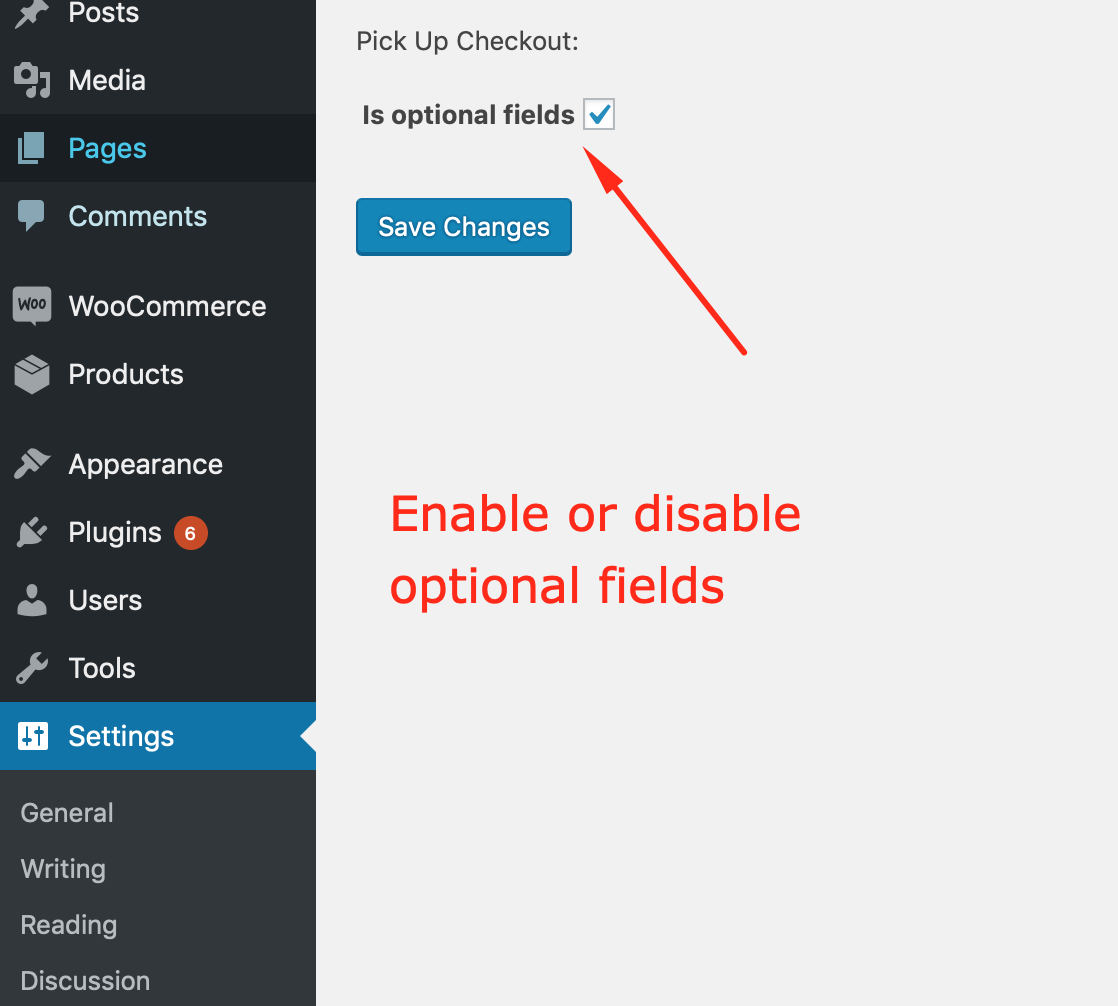 Posts
Media
Pages
Comments
WOO WooCommerce
Products
Appearance
Plugins 6
Users
Tools
Settings
General
Writing
Reading
Discussion
Pick Up Checkout:
Is optional fields
Save Changes
Enable or disable
optional fields